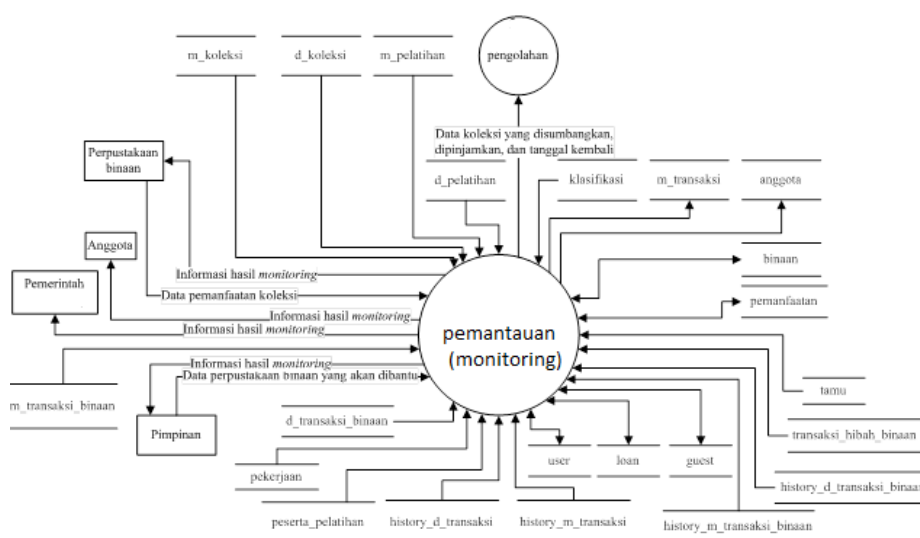 m_koleksi
d_koleksi
m_pelatihan
pengolahan
Data koleksi yang disumbangkan,
dipinjamkan, dan tanggal kembali
Perpustakaan
binaan
d_pelatihan
klasifikasi
m_transaksi
anggota
Anggota
Informasi hasil monitoring
binaan
Pemerintah
Data pemanfaatan koleksi
pemanfaatan
Informasi hasil monitoring
Informasi hasil monitoring
pemantauan
(monitoring)
Informasi hasil monitoring
Data perpustakaan binaan yang akan dibantu
tamu
m_transaksi_binaan
d_transaksi_binaan
Pimpinan
transaksi_hibah_binaan
user
loan
guest
pekerjaan
history_d_transaksi_binaan
peserta_pelatihan
history_d_transaksi
history_m_transaksi
history_m_transaksi_binaan